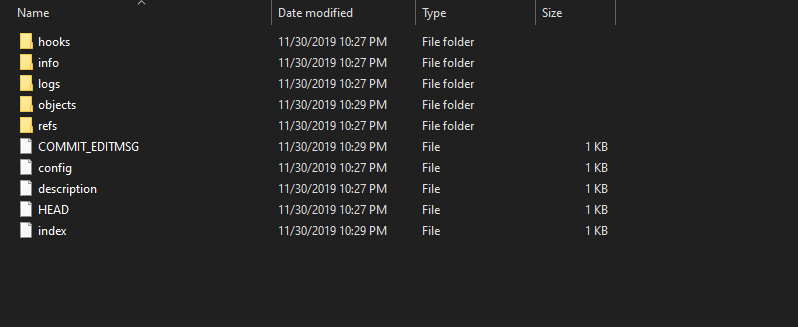 Name Date modified Type Size
hooks 11/30/2019 10:27 PM File folder
info 11/30/2019 10:27 PM File folder
logs 11/30/2019 10:27 PM File folder
objects 11/30/2019 10:29 PM File folder
refs 11/30/2019 10:27 PM File folder
COMMIT_EDITMSG 11/30/2019 10:29 PM File 1 KB
config 11/30/2019 10:27 PM File 1 KB
description 11/30/2019 10:27 PM File 1 KB
HEAD 11/30/2019 10:27 PM File 1 KB
index 11/30/2019 10:29 PM File 1 KB